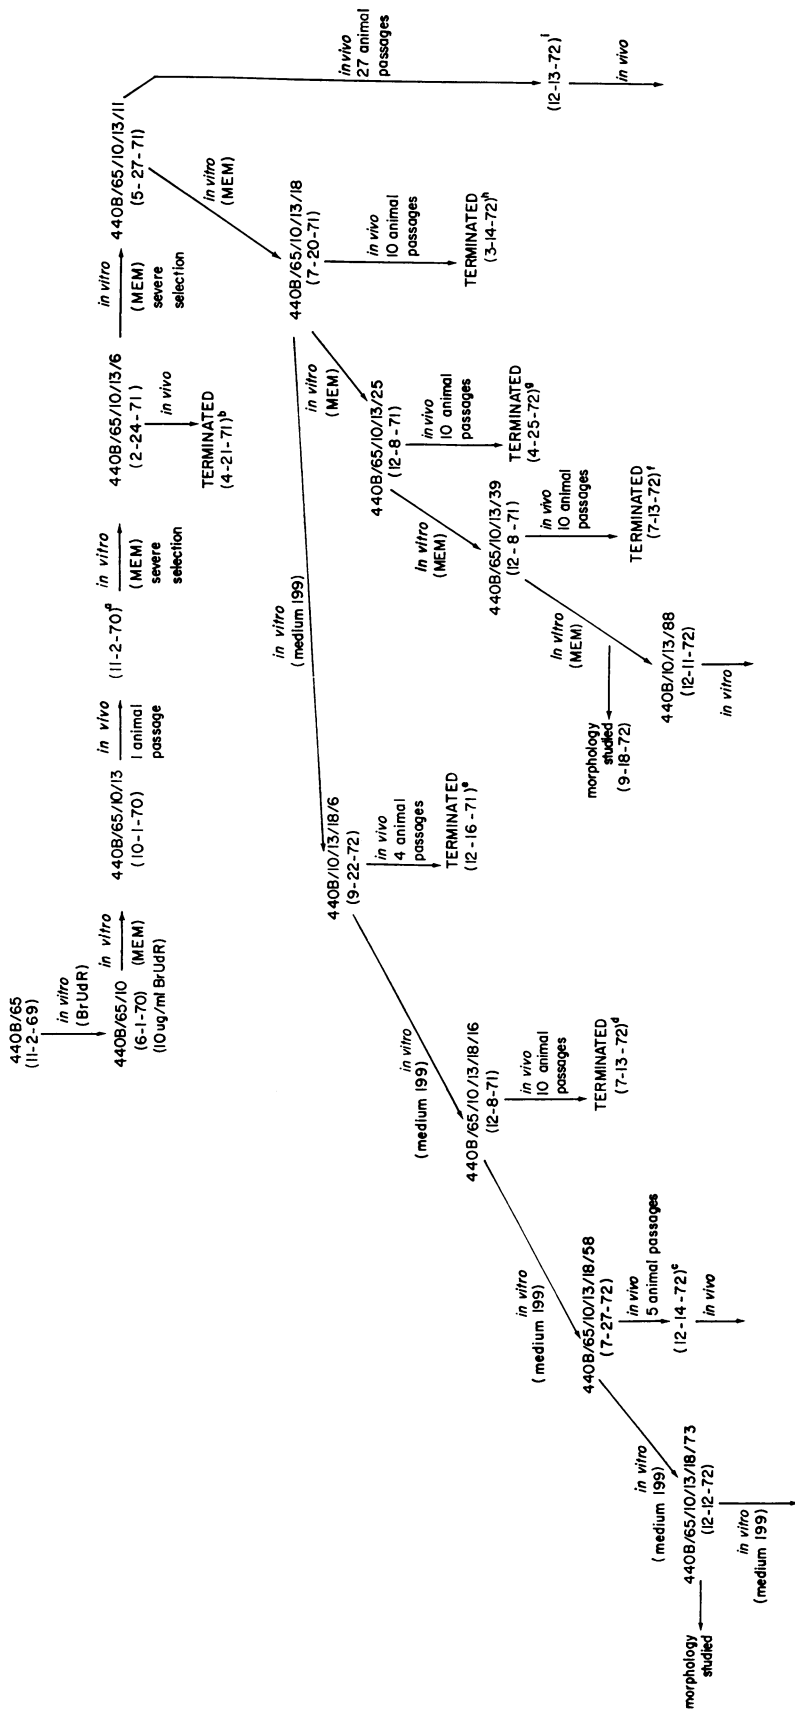 440B/65
(11-2-69)
in vitro
(BrUdR)
440B/65/10
(6-1-70)
(10 ug/ml BrUdR)
in vitro
(MEM)
440B/65/10/13
(10-1-70)
in vivo
1 animal
passage
(11-2-70)a
in vitro
(MEM)
severe
selection
440B/65/10/13/6
(2-24-71)
in vivo
TERMINATED
(4-21-71)b
in vitro
(MEM)
severe
selection
440B/65/10/13/11
(5-27-71)
in vivo
27 animal
passages
(12-13-72)i
in vivo
in vitro
(MEM)
440B/65/10/13/18
(7-20-71)
in vivo
10 animal
passages
TERMINATED
(3-14-72)h
in vitro
(MEM)
440B/65/10/13/25
(12-8-71)
in vivo
10 animal
passages
TERMINATED
(4-25-72)g
In vitro
(MEM)
440B/65/10/13/39
(12-8-71)
in vivo
10 animal
passages
TERMINATED
(7-13-72)f
In vitro
(MEM)
morphology
studied
(9-18-72)
440B/10/13/88
(12-11-72)
in vitro
in vitro
(medium 199)
440B/10/13/18/6
(9-22-72)
in vivo
4 animal
passages
TERMINATED
(12-16-71)e
in vitro
(medium 199)
440B/65/10/13/18/16
(12-8-71)
in vivo
10 animal
passages
TERMINATED
(7-13-72)d
in vitro
(medium 199)
440B/65/10/13/18/58
(7-27-72)
in vivo
5 animal passages
(12-14-72)c
in vivo
in vitro
(medium 199)
440B/65/10/13/18/73
(12-12-72)
in vitro
(medium 199)
morphology
studied